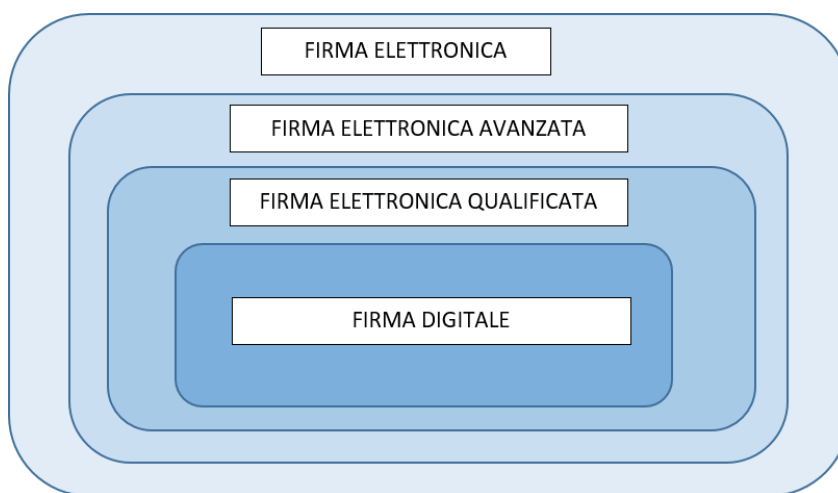 FIRMA ELETTRONICA
FIRMA ELETTRONICA AVANZATA
FIRMA ELETTRONICA QUALIFICATA
FIRMA DIGITALE